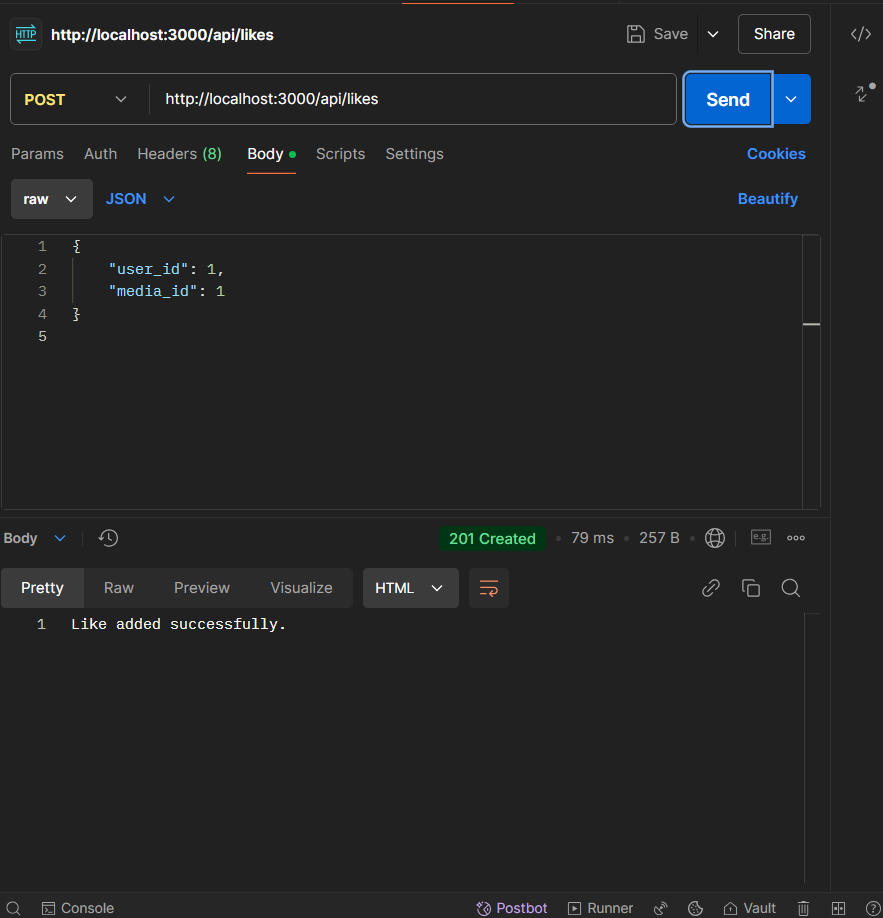 HTTP http://localhost:3000/api/likes Save Share </>
POST http://localhost:3000/api/likes Send
Params Auth Headers (8) Body Scripts Settings Cookies
raw JSON Beautify
1 {
2 "user_id": 1,
3 "media_id": 1
4 }
5
Body 201 Created • 79 ms • 257 B • e.g.
Pretty Raw Preview Visualize HTML
1 Like added successfully.
Console Postbot Runner Vault